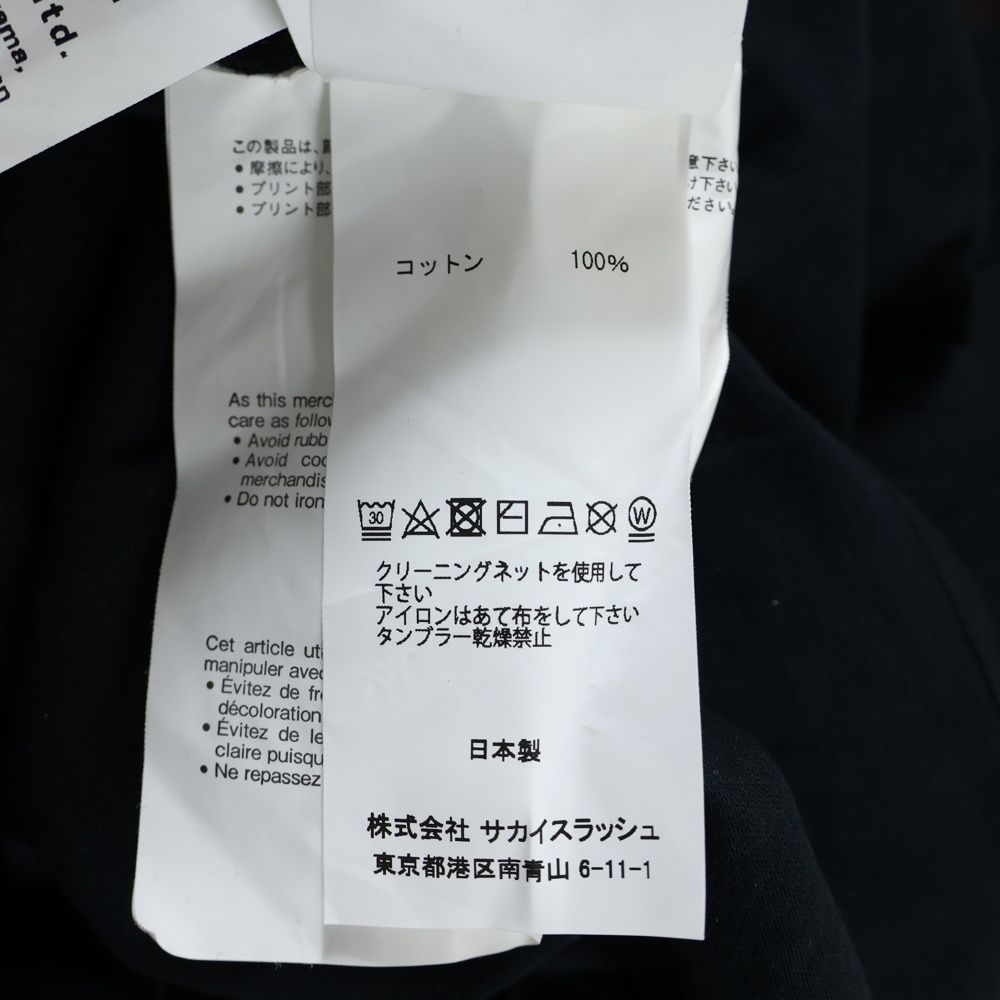 td.
この製品は、
• 摩擦により、
• プリント部
• プリント部
意下さい
け下さい
ださい。
コットン 100%
As this merc
care as follow
• Avoid rubb
• Avoid coo
merchandis
• Do not iron
30
W
クリーニングネットを使用して
下さい
アイロンはあて布をして下さい
タンブラー乾燥禁止
Cet article uti
manipuler avec
• Évitez de fr
décoloration
• Évitez de le
claire puisqu
• Ne repassez
日本製
株式会社 サカイスラッシュ
東京都港区南青山 6-11-1